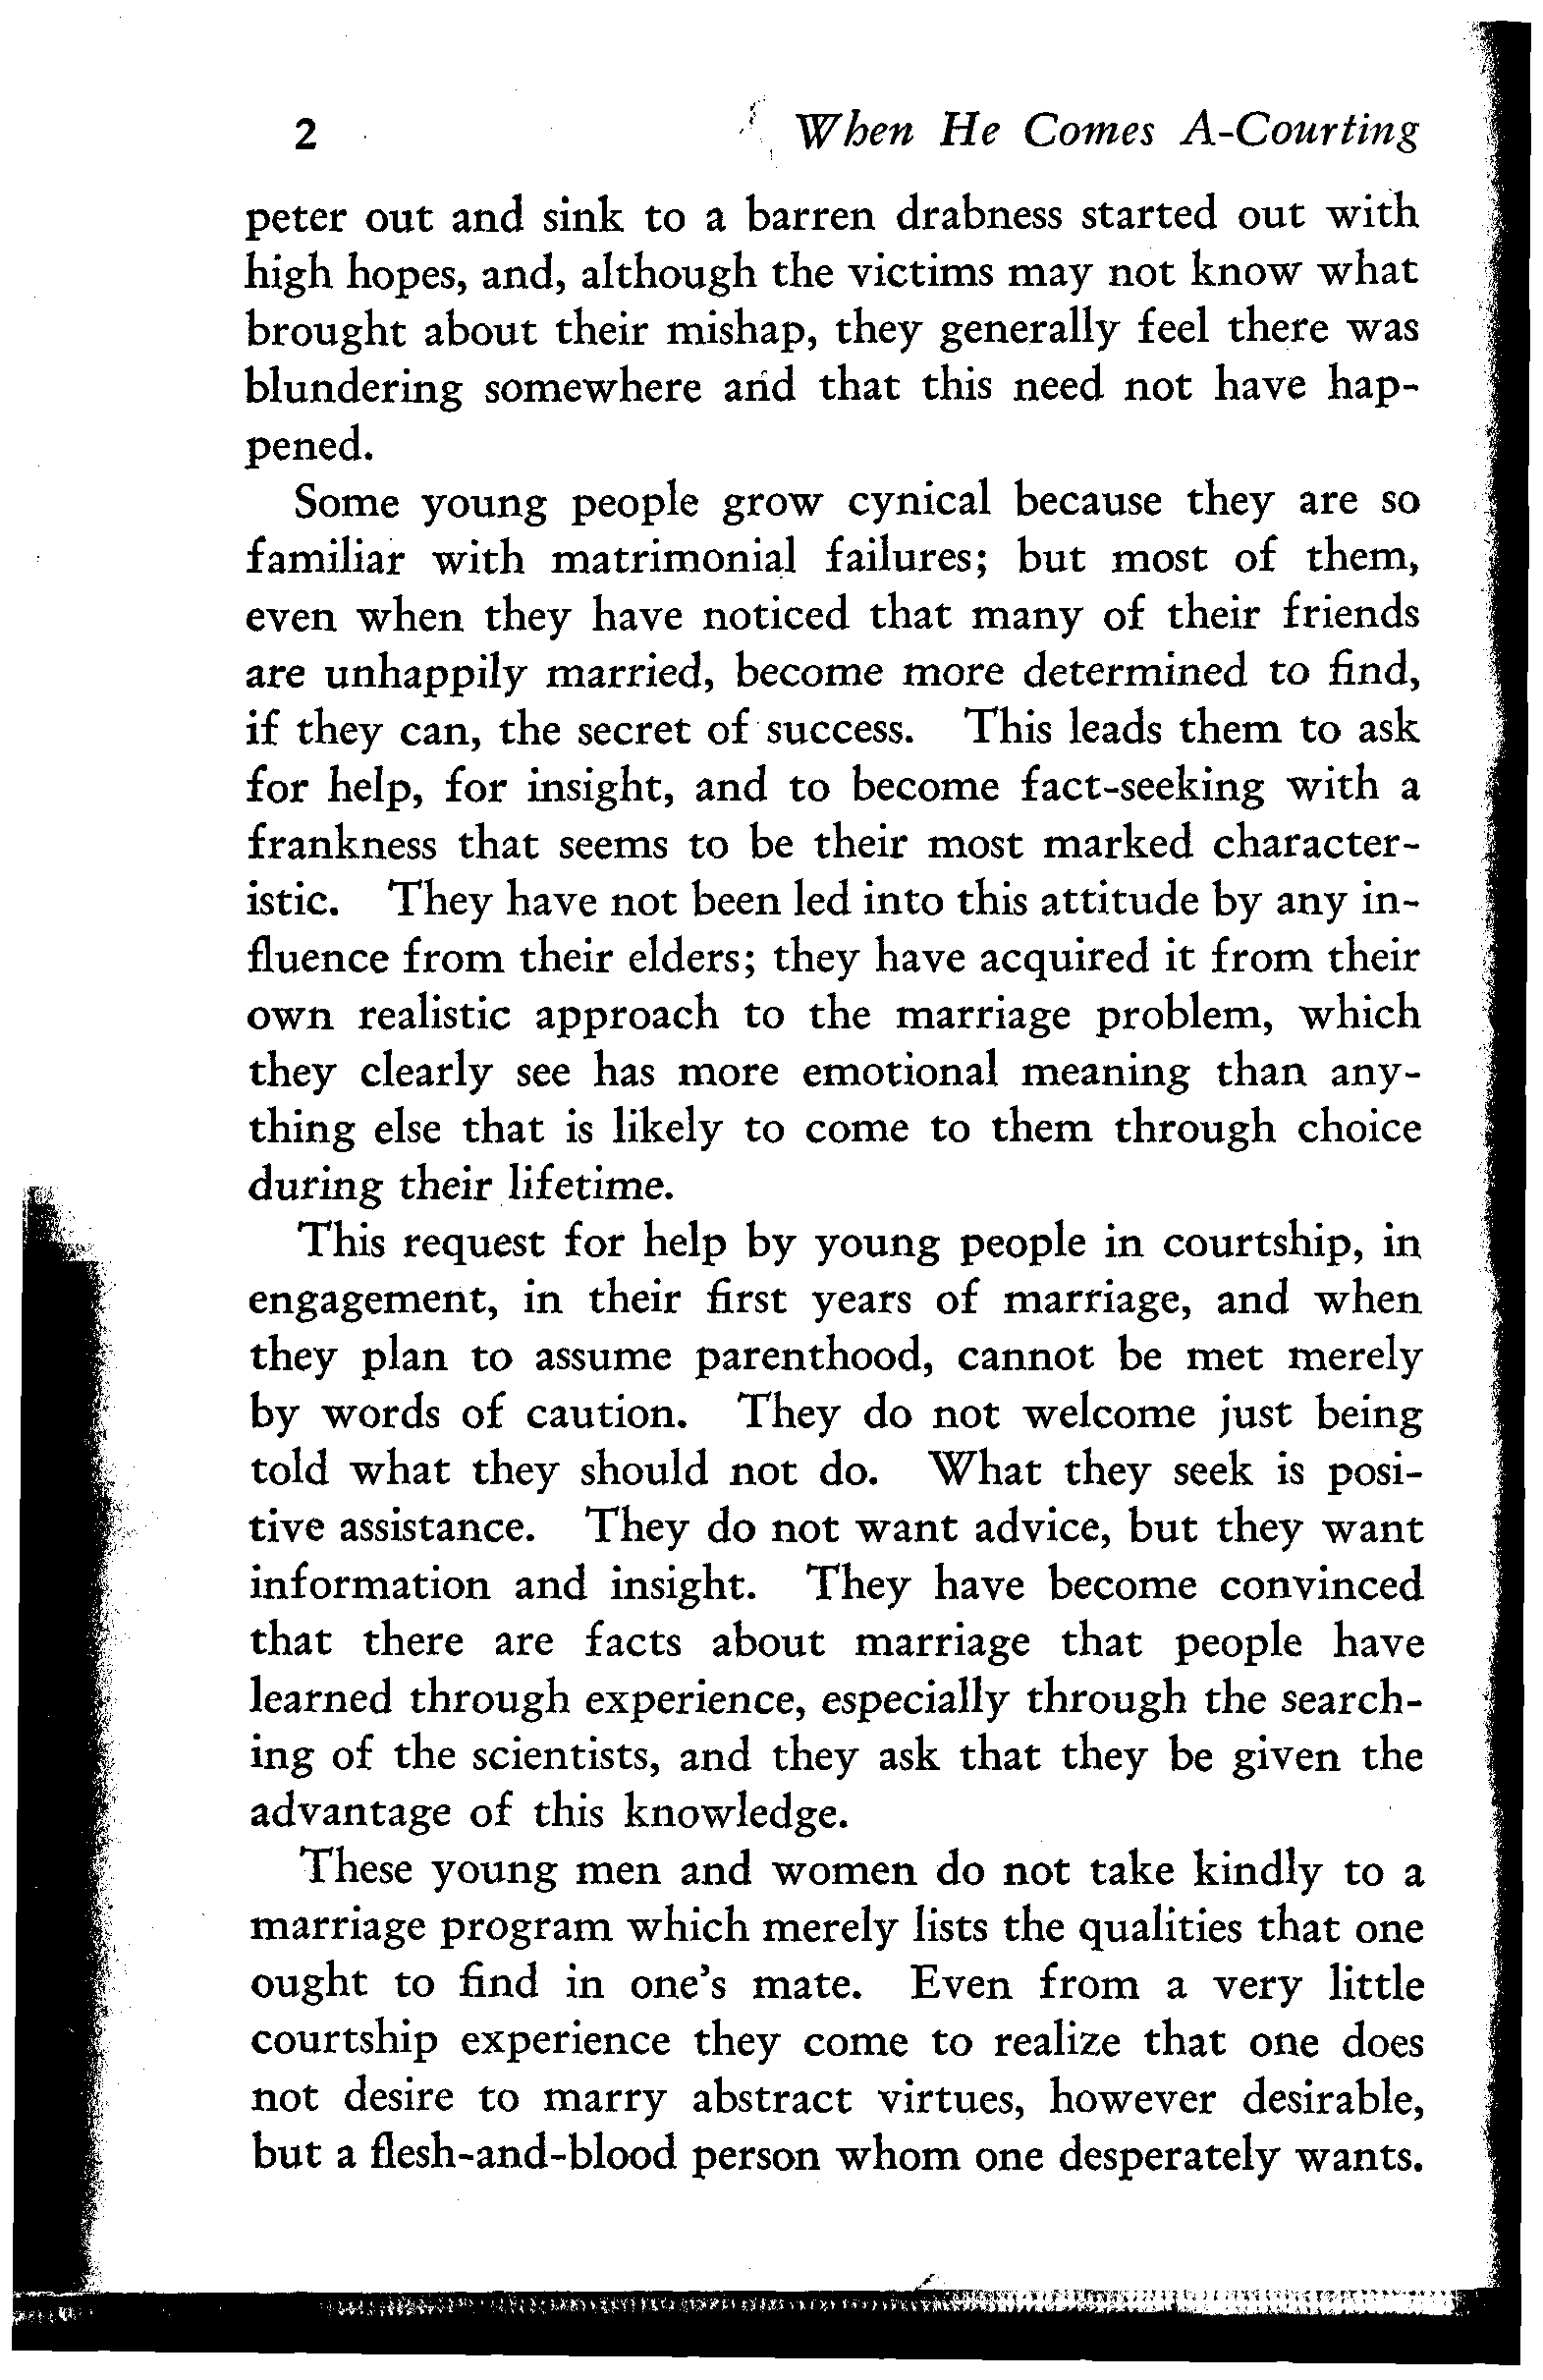 2 When He Comes A-Courting
peter out and sink to a barren drabness started out with
high hopes, and, although the victims may not know what
brought about their mishap, they generally feel there was
blundering somewhere and that this need not have hap-
pened.
Some young people grow cynical because they are so
familiar with matrimonial failures; but most of them,
even when they have noticed that many of their friends
are unhappily married, become more determined to find,
if they can, the secret of success. This leads them to ask
for help, for insight, and to become fact-seeking with a
frankness that seems to be their most marked character-
istic. They have not been led into this attitude by any in-
fluence from their elders; they have acquired it from their
own realistic approach to the marriage problem, which
they clearly see has more emotional meaning than any-
thing else that is likely to come to them through choice
during their lifetime.
This request for help by young people in courtship, in
engagement, in their first years of marriage, and when
they plan to assume parenthood, cannot be met merely
by words of caution. They do not welcome just being
told what they should not do. What they seek is posi-
tive assistance. They do not want advice, but they want
information and insight. They have become convinced
that there are facts about marriage that people have
learned through experience, especially through the search-
ing of the scientists, and they ask that they be given the
advantage of this knowledge.
These young men and women do not take kindly to a
marriage program which merely lists the qualities that one
ought to find in one's mate. Even from a very little
courtship experience they come to realize that one does
not desire to marry abstract virtues, however desirable,
but a flesh-and-blood person whom one desperately wants.